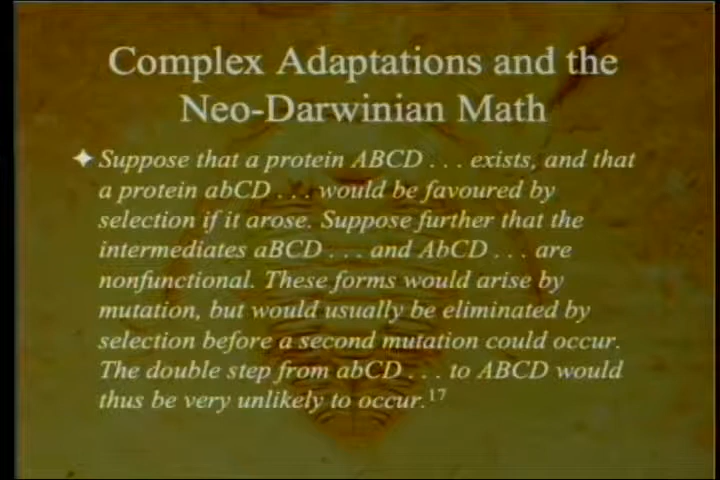 Complex Adaptations and the
Neo-Darwinian Math
Suppose that a protein ABCD . . . exists, and that
a protein abCD . . . would be favoured by
selection if it arose. Suppose further that the
intermediates aBCD . . . and AbCD . . . are
nonfunctional. These forms would arise by
mutation, but would usually be eliminated by
selection before a second mutation could occur.
The double step from abCD . . . to ABCD would
thus be very unlikely to occur.17